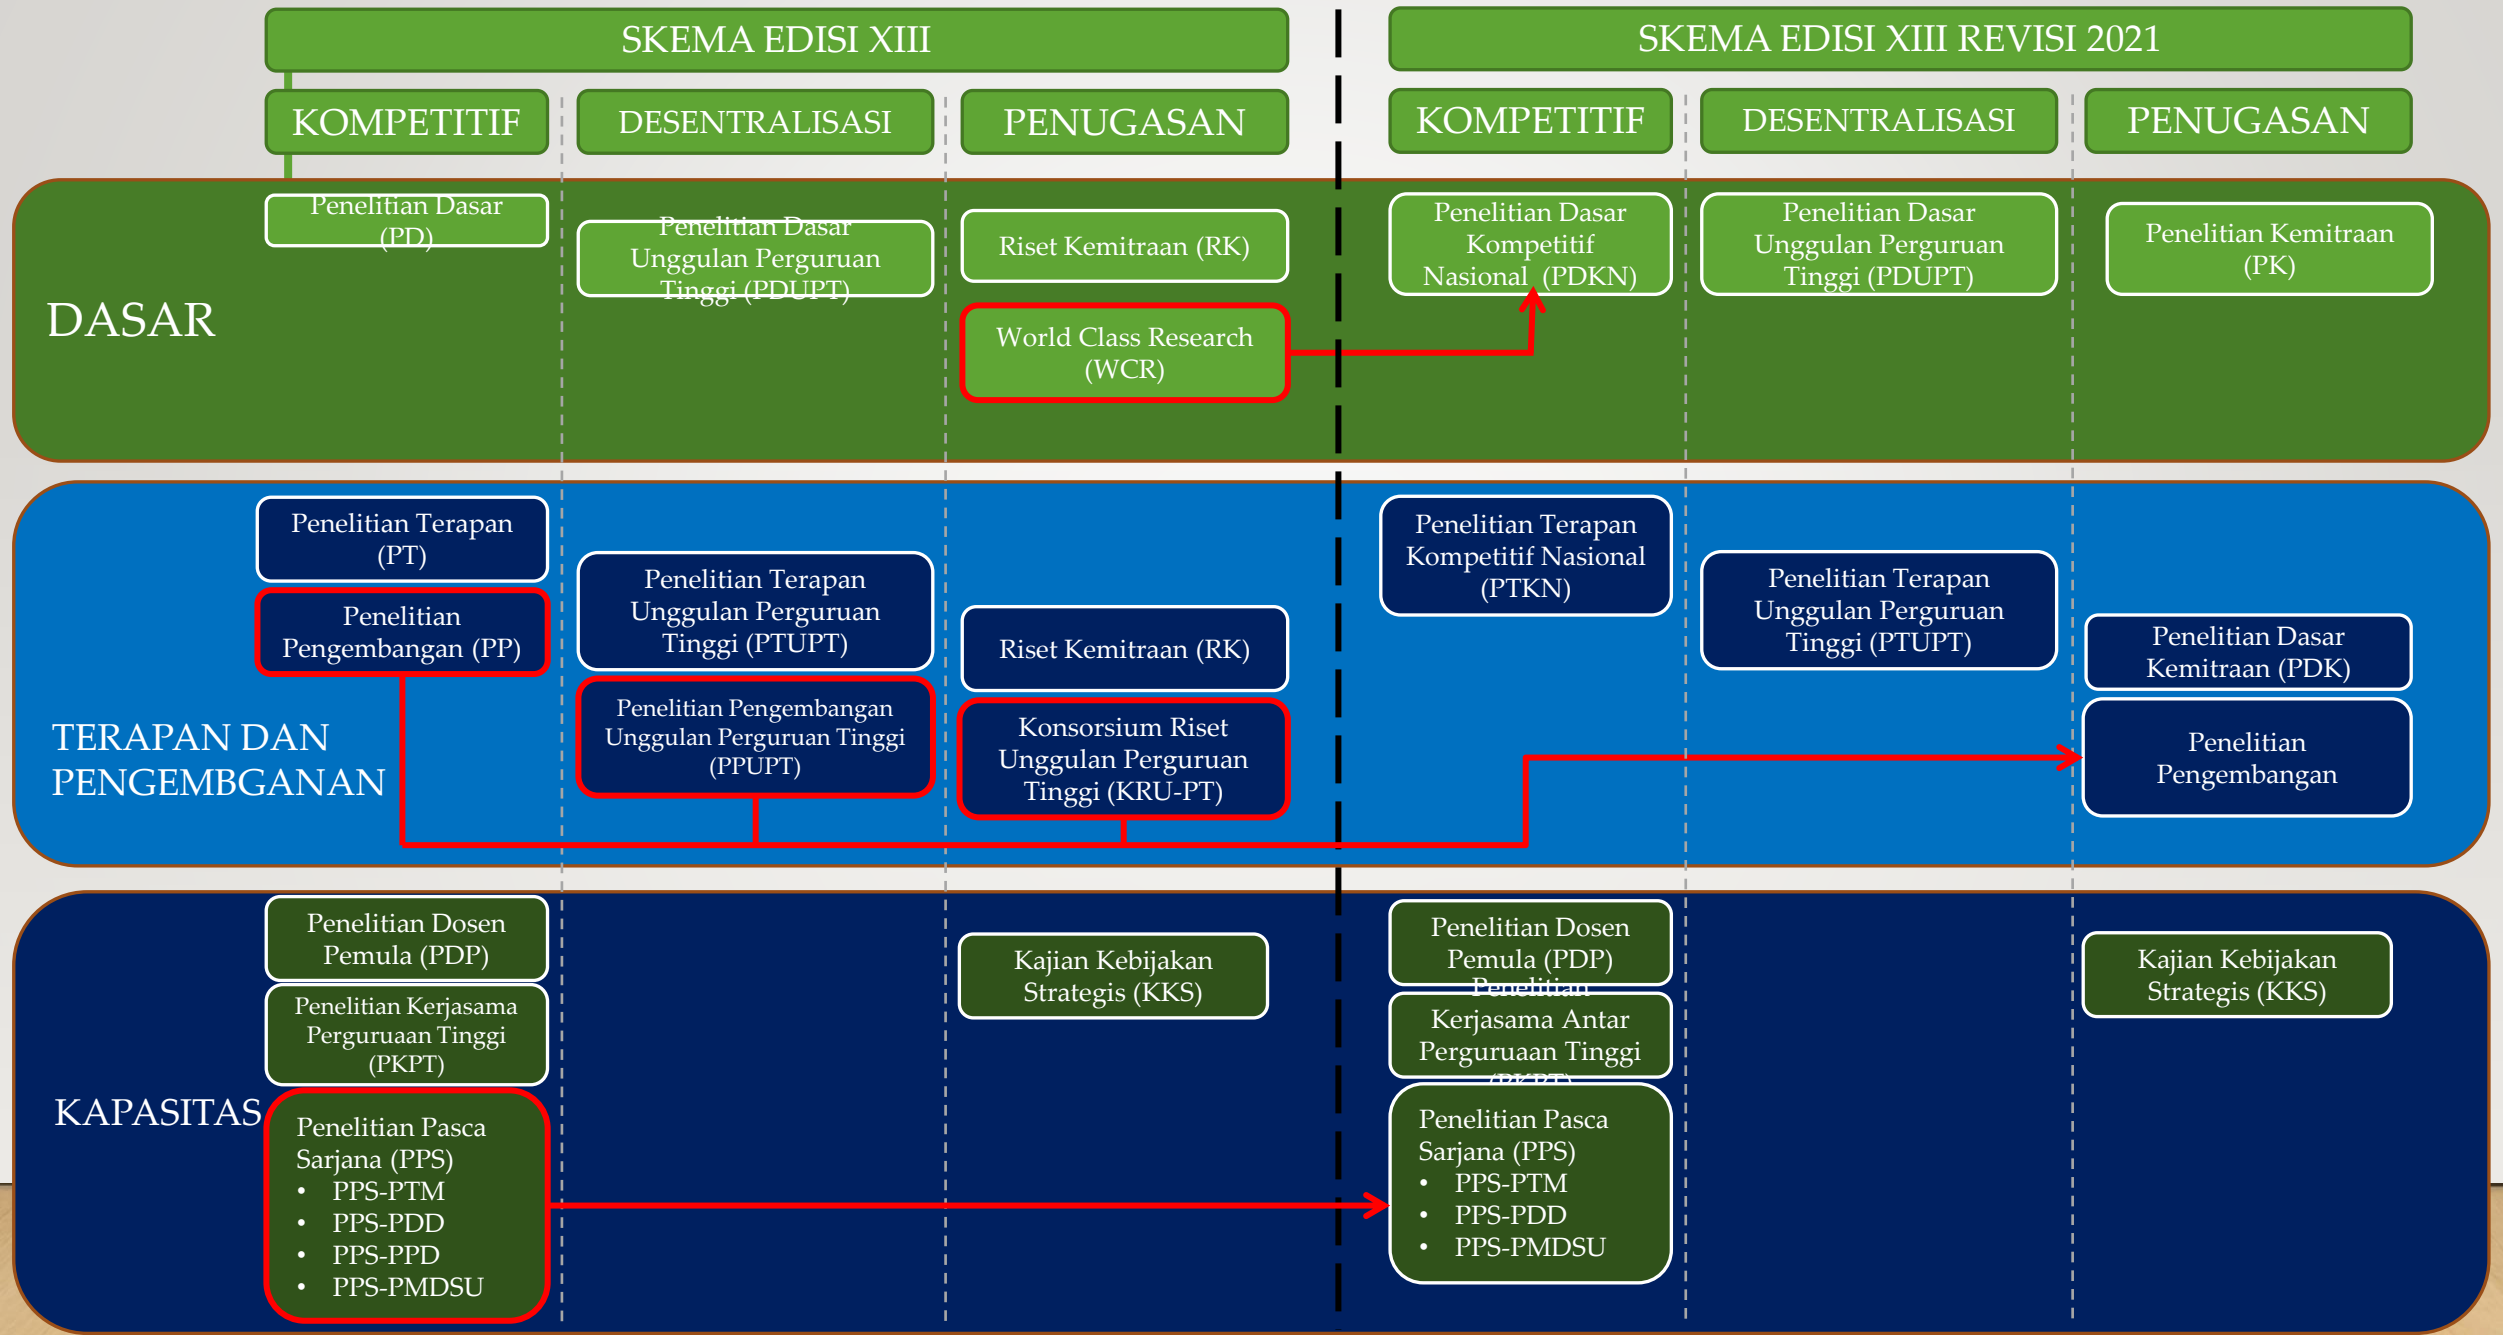 SKEMA EDISI XIII
SKEMA EDISI XIII REVISI 2021
KOMPETITIF
DESENTRALISASI
PENUGASAN
KOMPETITIF
DESENTRALISASI
PENUGASAN
DASAR
Penelitian Dasar
(PD)
Penelitian Dasar
Unggulan Perguruan
Tinggi (PDUPT)
Riset Kemitraan (RK)
World Class Research
(WCR)
Penelitian Dasar
Kompetitif
Nasional (PDKN)
Penelitian Dasar
Unggulan Perguruan
Tinggi (PDUPT)
Penelitian Kemitraan
(PK)
TERAPAN DAN
PENGEMBGANAN
Penelitian Terapan
(PT)
Penelitian
Pengembangan (PP)
Penelitian Terapan
Unggulan Perguruan
Tinggi (PTUPT)
Penelitian Pengembangan
Unggulan Perguruan Tinggi
(PPUPT)
Riset Kemitraan (RK)
Konsorsium Riset
Unggulan Perguruan
Tinggi (KRU-PT)
Penelitian Terapan
Kompetitif Nasional
(PTKN)
Penelitian Terapan
Unggulan Perguruan
Tinggi (PTUPT)
Penelitian Dasar
Kemitraan (PDK)
Penelitian
Pengembangan
KAPASITAS
Penelitian Dosen
Pemula (PDP)
Penelitian Kerjasama
Perguruaan Tinggi
(PKPT)
Penelitian Pasca
Sarjana (PPS)
• PPS-PTM
• PPS-PDD
• PPS-PPD
• PPS-PMDSU
Kajian Kebijakan
Strategis (KKS)
Penelitian Dosen
Pemula (PDP)
Penelitian
Kerjasama Antar
Perguruaan Tinggi
(PKPT)
Penelitian Pasca
Sarjana (PPS)
• PPS-PTM
• PPS-PDD
• PPS-PMDSU
Kajian Kebijakan
Strategis (KKS)